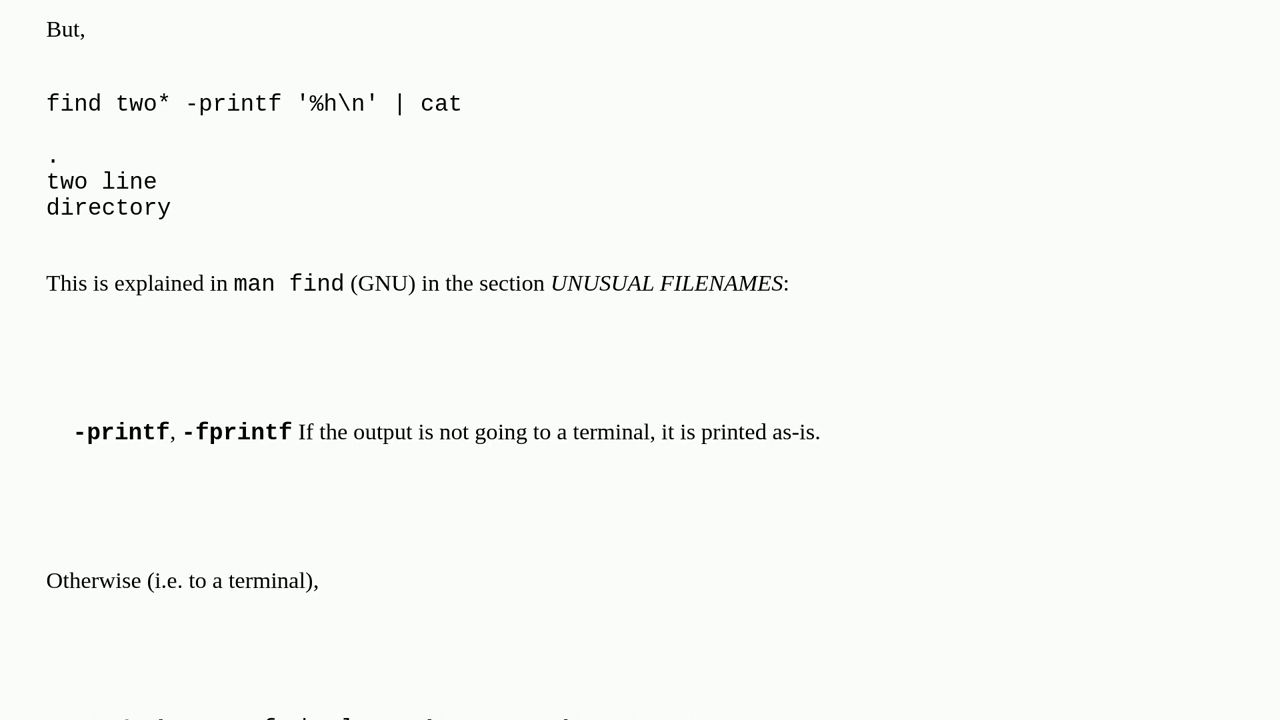 But,
find two* -printf '%h\n' | cat
.
two line
directory
This is explained in man find (GNU) in the section UNUSUAL FILENAMES:
-printf, -fprintf If the output is not going to a terminal, it is printed as-is.
Otherwise (i.e. to a terminal),